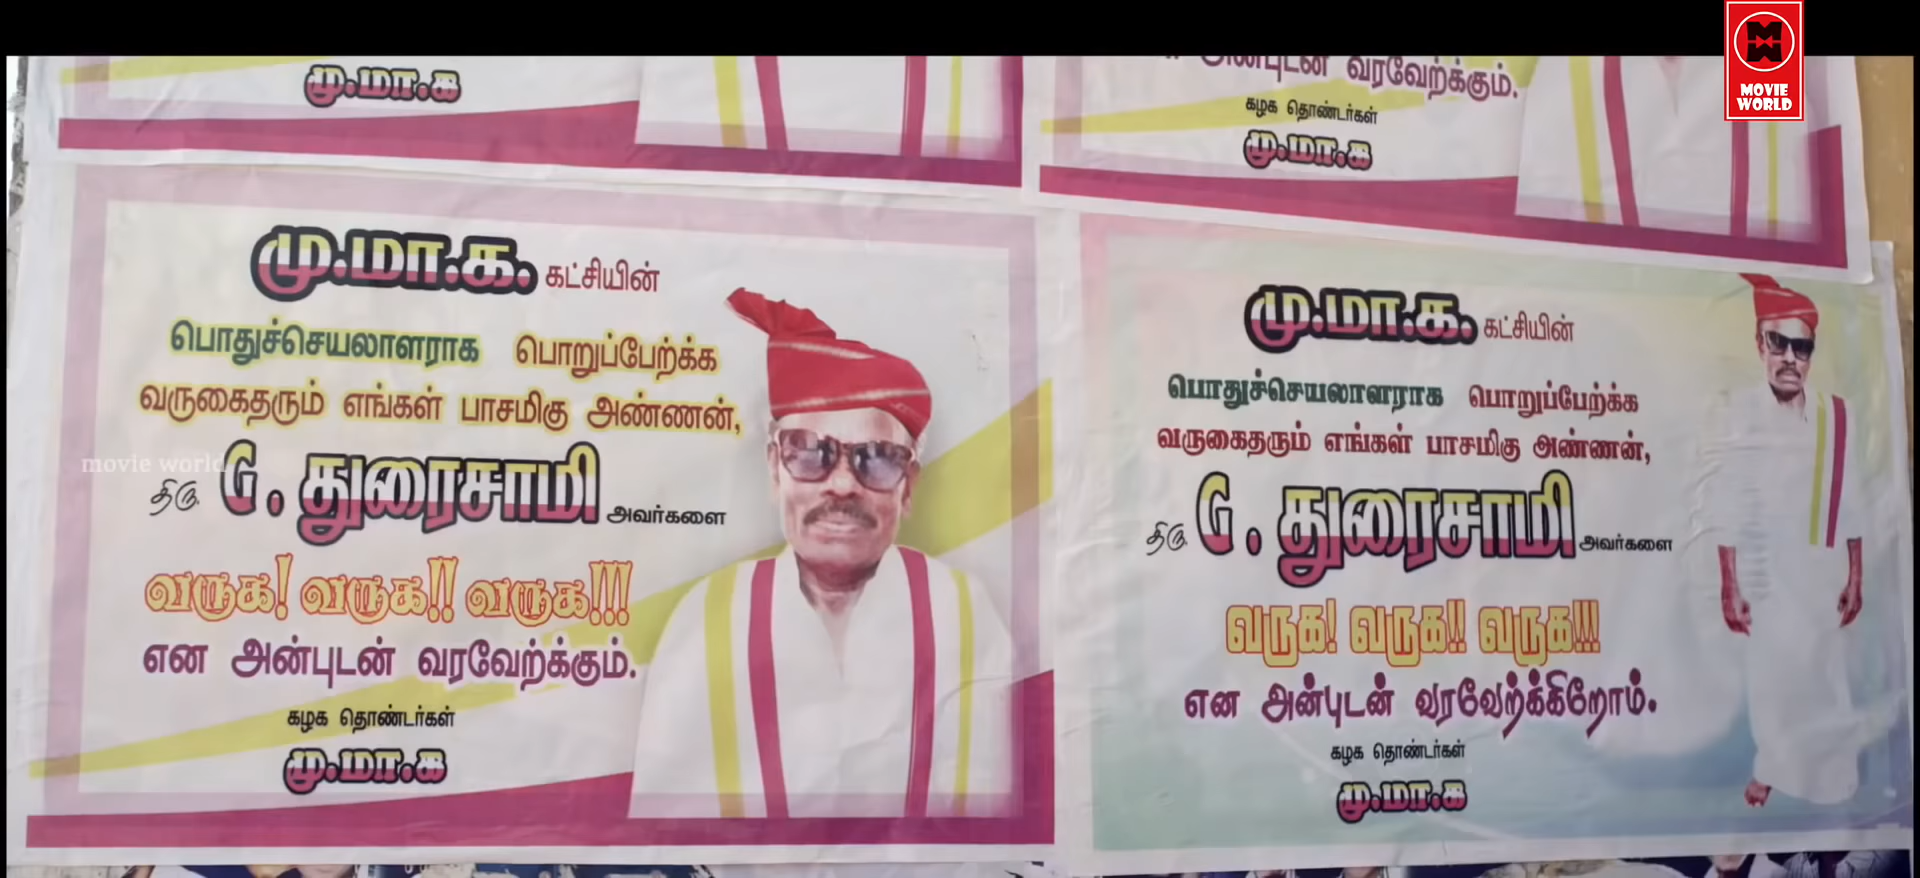 MOVIE
WORLD
மு.மா.க
அன்புடன் வரவேற்க்கும்.
கழக தொண்டர்கள்
மு.மா.க
மு.மா.க. கட்சியின்
பொதுச்செயலாளராக பொறுப்பேற்க்க
வருகைதரும் எங்கள் பாசமிகு அண்ணன்,
movie world
திரு. G. துரைசாமி அவர்களை
வருக! வருக!! வருக!!!
என அன்புடன் வரவேற்க்கும்.
கழக தொண்டர்கள்
மு.மா.க
மு.மா.க. கட்சியின்
பொதுச்செயலாளராக பொறுப்பேற்க்க
வருகைதரும் எங்கள் பாசமிகு அண்ணன்,
திரு. G. துரைசாமி அவர்களை
வருக! வருக!! வருக!!!
என அன்புடன் வரவேற்க்கிறோம்.
கழக தொண்டர்கள்
மு.மா.க